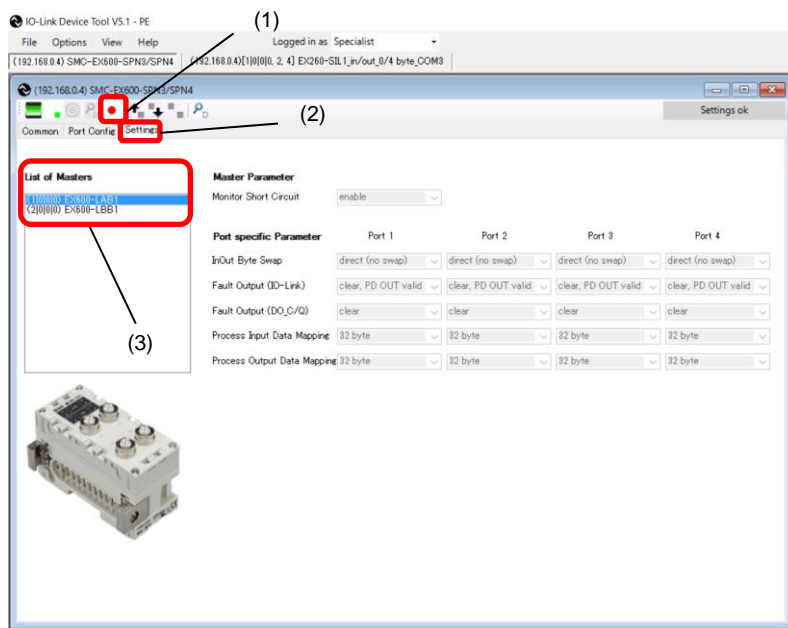 IO-Link Device Tool V5.1 - PE
(1)
File Options View Help Logged in as Specialist
(192.168.0.4) SMC-EX600-SPN3/SPN4 (192.168.0.4)[1|0|0|0, 2, 4] EX260-SIL1_in/out_0/4 byte_COM3
(192.168.0.4) SMC-EX600-SPN3/SPN4
Settings ok
(2)
Common Port Config Settings
List of Masters Master Parameter
(1|0|0|0) EX600-LAB1 Monitor Short Circuit enable
(2|0|0|0) EX600-LBB1
Port specific Parameter Port 1 Port 2 Port 3 Port 4
InOut Byte Swap direct (no swap) direct (no swap) direct (no swap) direct (no swap)
Fault Output (IO-Link) clear, PD OUT valid clear, PD OUT valid clear, PD OUT valid clear, PD OUT valid
Fault Output (DO_C/Q) clear clear clear clear
Process Input Data Mapping 32 byte 32 byte 32 byte 32 byte
(3)
Process Output Data Mapping 32 byte 32 byte 32 byte 32 byte